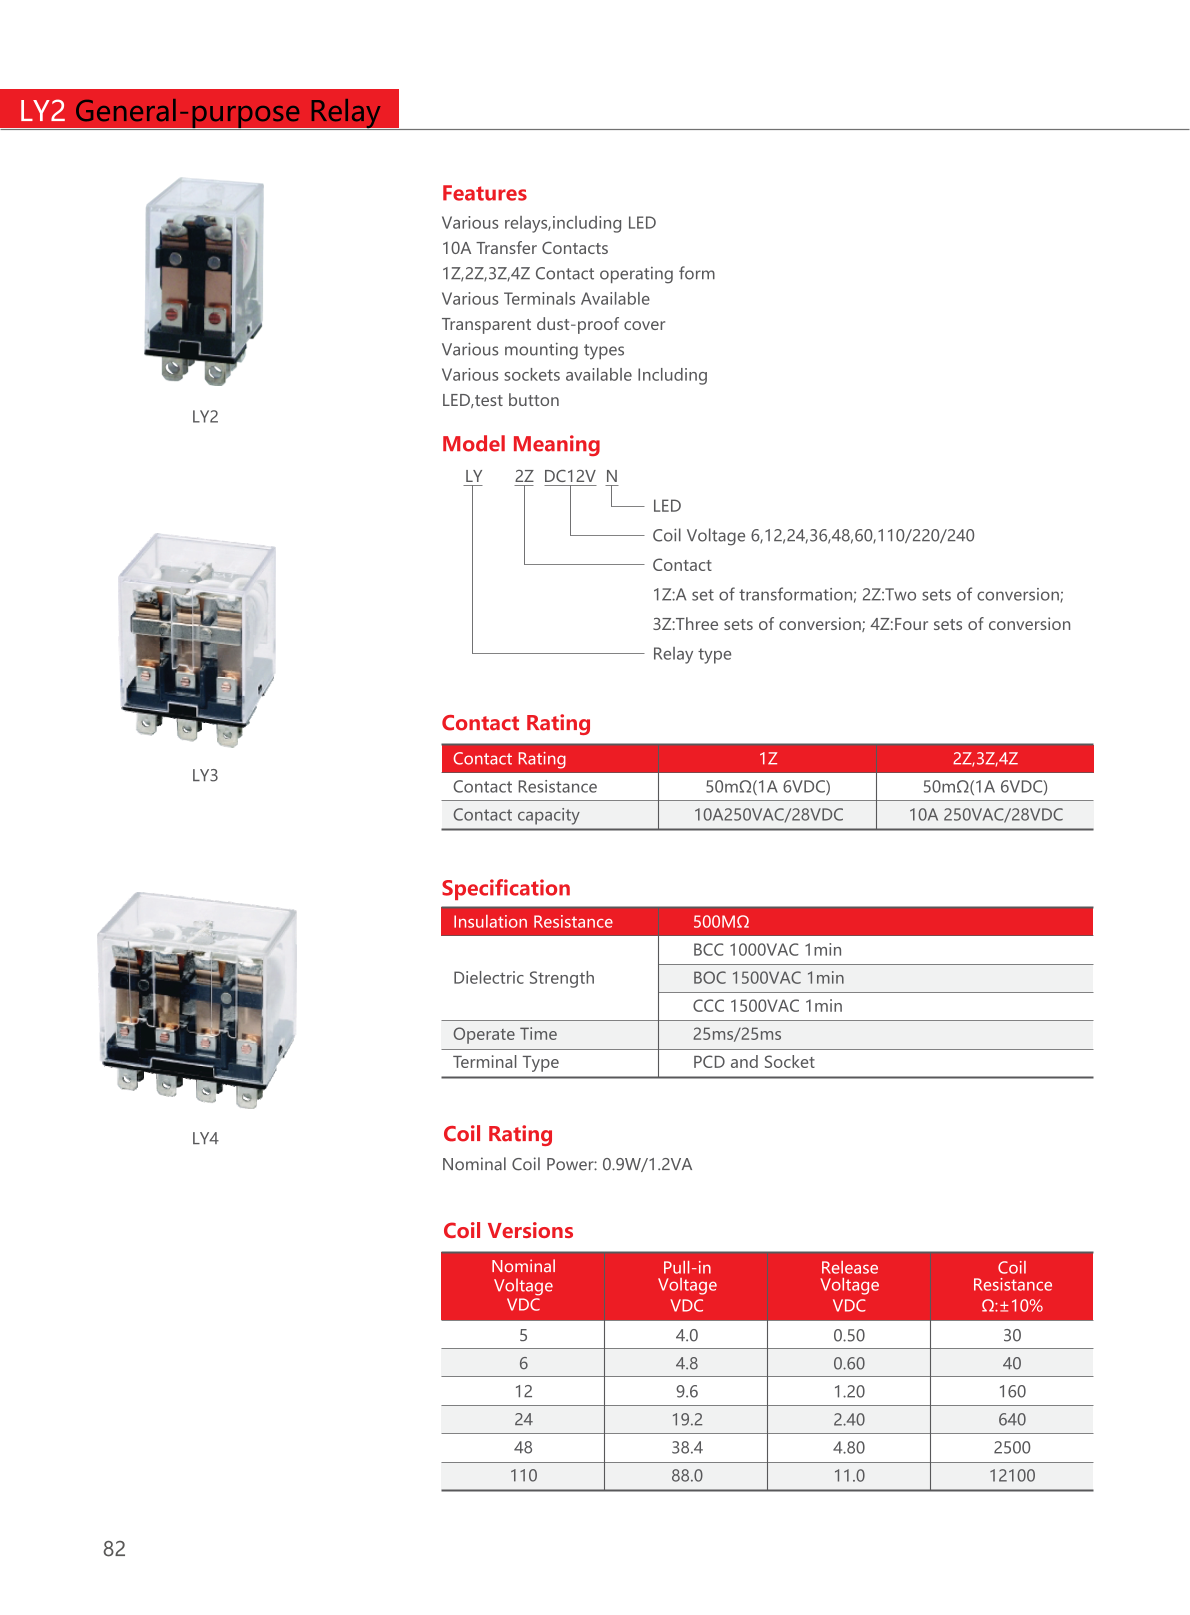 LY2 General-purpose Relay
LY2
LY3
LY4
Features
Various relays,including LED
10A Transfer Contacts
1Z,2Z,3Z,4Z Contact operating form
Various Terminals Available
Transparent dust-proof cover
Various mounting types
Various sockets available Including
LED,test button
Model Meaning
LY 2Z DC12V N
LED
Coil Voltage 6,12,24,36,48,60,110/220/240
Contact
1Z:A set of transformation; 2Z:Two sets of conversion;
3Z:Three sets of conversion; 4Z:Four sets of conversion
Relay type
Contact Rating
Contact Rating 1Z 2Z,3Z,4Z
Contact Resistance 50mΩ(1A 6VDC) 50mΩ(1A 6VDC)
Contact capacity 10A250VAC/28VDC 10A 250VAC/28VDC
Specification
Insulation Resistance 500MΩ
BCC 1000VAC 1min
Dielectric Strength BOC 1500VAC 1min
CCC 1500VAC 1min
Operate Time 25ms/25ms
Terminal Type PCD and Socket
Coil Rating
Nominal Coil Power: 0.9W/1.2VA
Coil Versions
Nominal Pull-in Release Coil
Voltage Voltage Voltage Resistance
VDC VDC VDC Ω:±10%
5 4.0 0.50 30
6 4.8 0.60 40
12 9.6 1.20 160
24 19.2 2.40 640
48 38.4 4.80 2500
110 88.0 11.0 12100
82